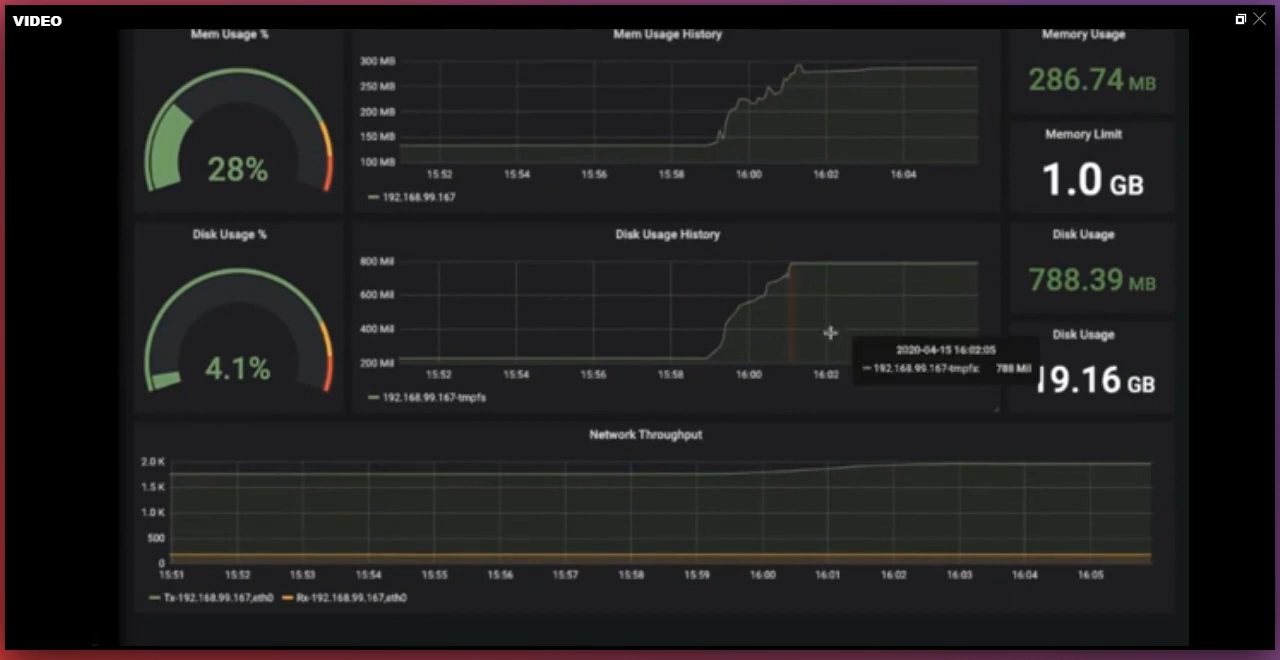 VIDEO
Mem Usage %
28%
Mem Usage History
300 MB
250 MB
200 MB
150 MB
100 MB
15:52 15:54 15:56 15:58 16:00 16:02 16:04
192.168.99.167
Memory Usage
286.74 MB
Memory Limit
1.0 GB
Disk Usage %
4.1%
Disk Usage History
800 Mil
600 Mil
400 Mil
200 Mil
15:52 15:54 15:56 15:58 16:00 16:02
192.168.99.167-tmpfs
2020-04-15 16:02:05
192.168.99.167-tmpfs: 788 Mil
Disk Usage
788.39 MB
Disk Usage
19.16 GB
Network Throughput
2.0 K
1.5 K
1.0 K
500
0
15:51 15:52 15:53 15:54 15:55 15:56 15:57 15:58 15:59 16:00 16:01 16:02 16:03 16:04 16:05
Tx-192.168.99.167,eth0 Rx-192.168.99.167,eth0